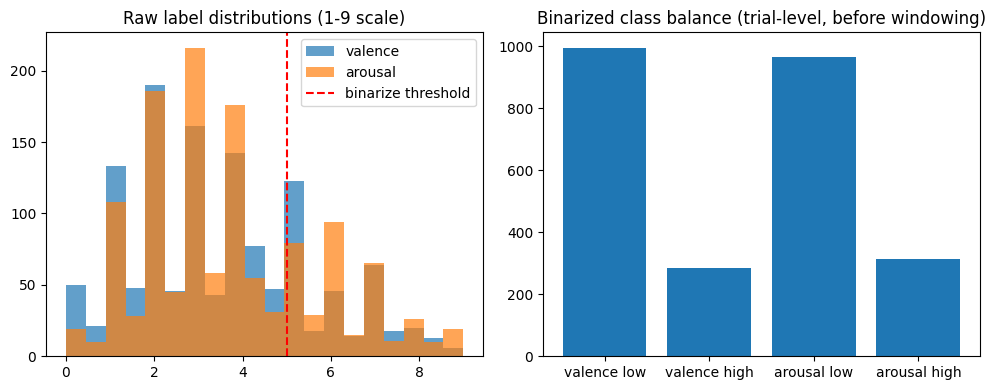 Raw label distributions (1-9 scale)
valence
arousal
binarize threshold
200
150
100
50
0
0 2 4 6 8
Binarized class balance (trial-level, before windowing)
1000
800
600
400
200
0
valence low valence high arousal low arousal high